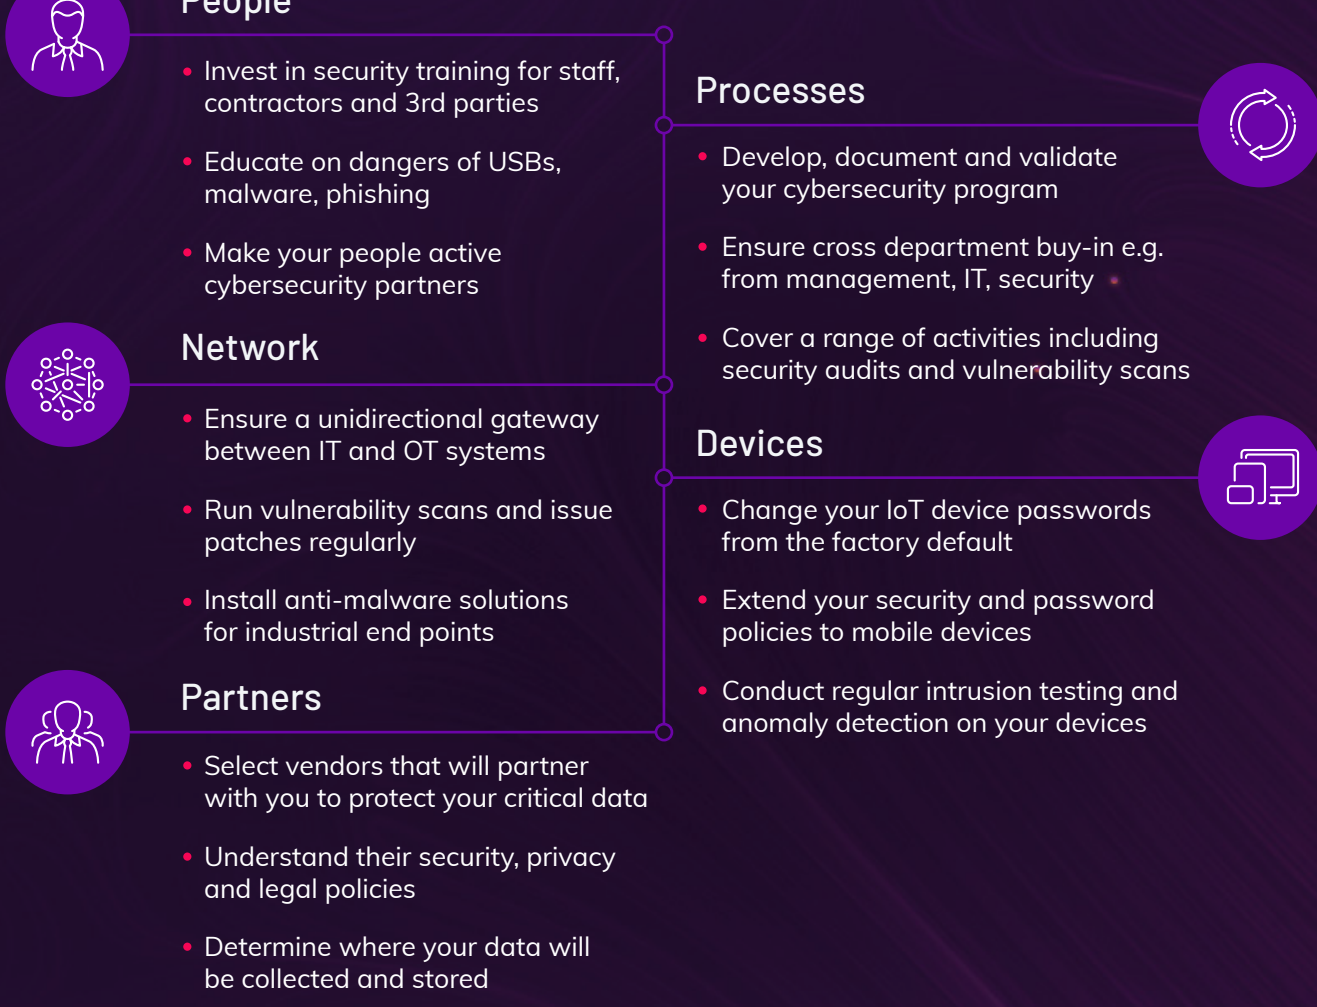 People
Invest in security training for staff,
contractors and 3rd parties
Educate on dangers of USBs,
malware, phishing
Make your people active
cybersecurity partners
Processes
Develop, document and validate
your cybersecurity program
Ensure cross department buy-in e.g.
from management, IT, security
Cover a range of activities including
security audits and vulnerability scans
Network
Ensure a unidirectional gateway
between IT and OT systems
Run vulnerability scans and issue
patches regularly
Install anti-malware solutions
for industrial end points
Devices
Change your IoT device passwords
from the factory default
Extend your security and password
policies to mobile devices
Conduct regular intrusion testing and
anomaly detection on your devices
Partners
Select vendors that will partner
with you to protect your critical data
Understand their security, privacy
and legal policies
Determine where your data will
be collected and stored